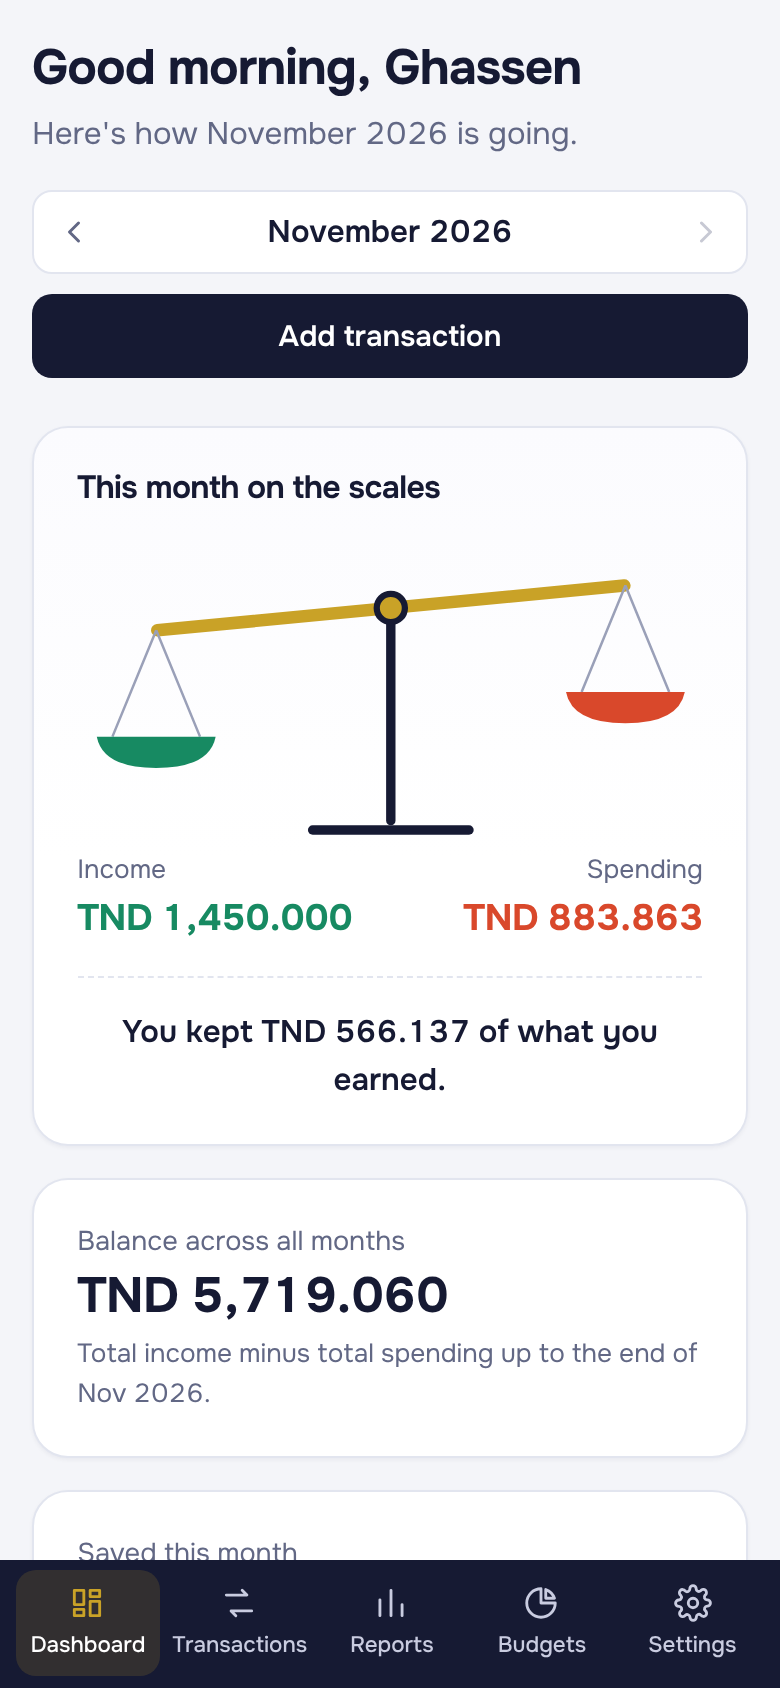 Good morning, Ghassen
Here's how November 2026 is going.
November 2026
Add transaction
This month on the scales
Income
Spending
TND 1,450.000
TND 883.863
You kept TND 566.137 of what you
earned.
Balance across all months
TND 5,719.060
Total income minus total spending up to the end of
Nov 2026.
Saved this month
Dashboard
Transactions
Reports
Budgets
Settings